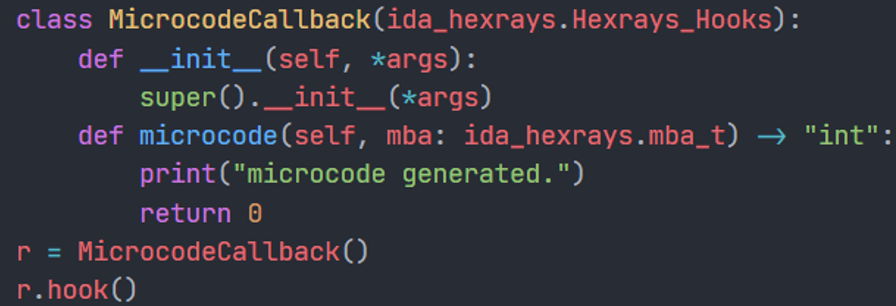 class MicrocodeCallback(ida_hexrays.Hexrays_Hooks):
    def __init__(self, *args):
        super().__init__(*args)
    def microcode(self, mba: ida_hexrays.mba_t) -> "int":
        print("microcode generated.")
        return 0
r = MicrocodeCallback()
r.hook()